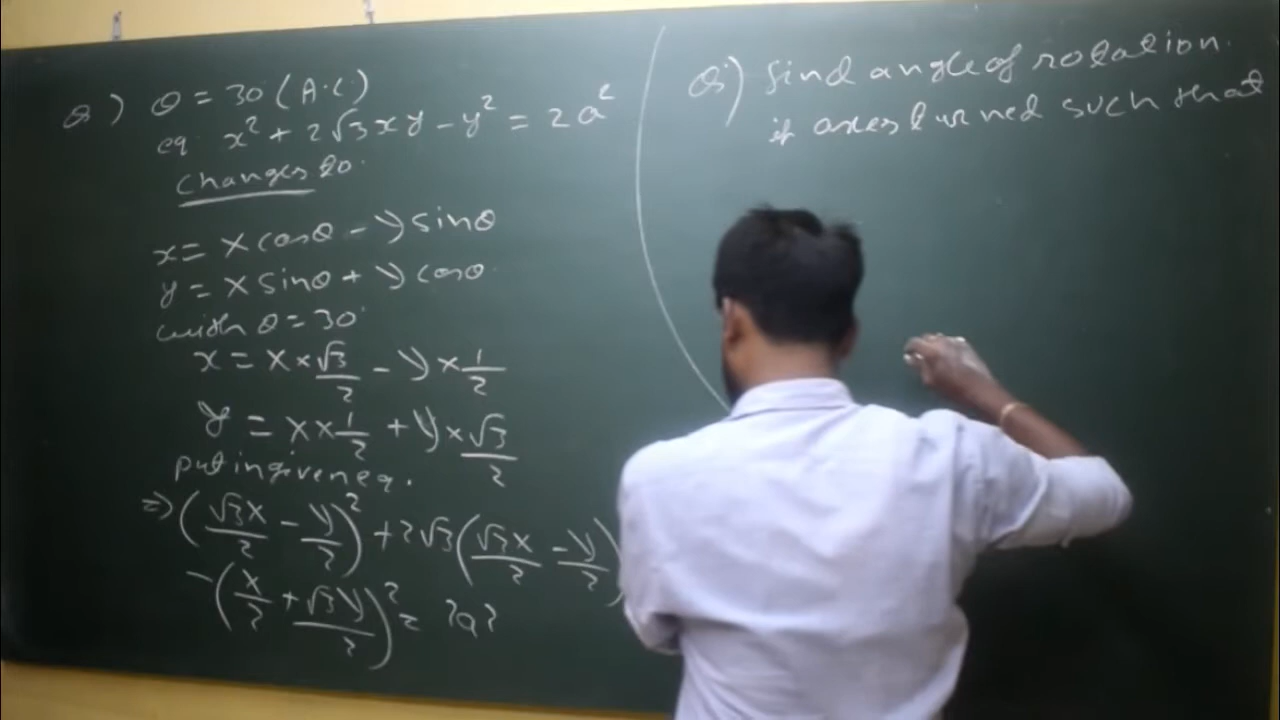 Q) θ = 30 (A.C)
eq. x² + 2√3xy - y² = 2a²
changes to.
x = X cosθ - Y sinθ
y = X sinθ + Y cosθ
with θ = 30°
x = X × √3/2 - Y × 1/2
y = X × 1/2 + Y × √3/2
put in given eq.
⇒ (√3X/2 - Y/2)² + 2√3(√3X/2 - Y/2)
- (X/2 + √3Y/2)² = 2a²
Q) find angle of rotation.
if axes turned such that